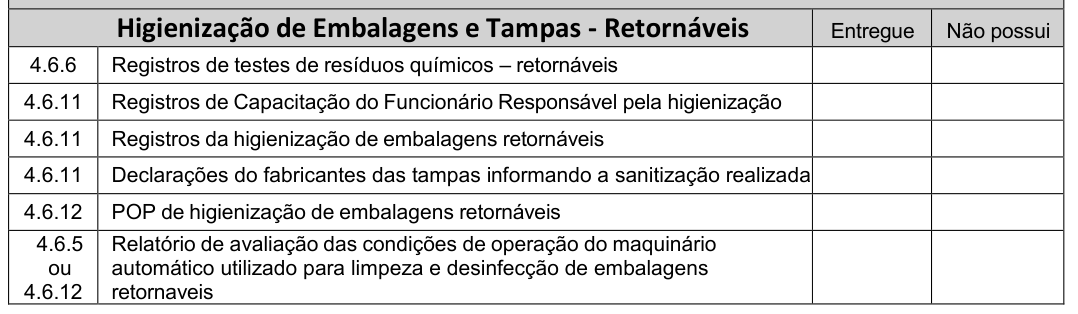 Higienização de Embalagens e Tampas - Retornáveis Entregue Não possui
4.6.6 Registros de testes de resíduos químicos – retornáveis
4.6.11 Registros de Capacitação do Funcionário Responsável pela higienização
4.6.11 Registros da higienização de embalagens retornáveis
4.6.11 Declarações do fabricantes das tampas informando a sanitização realizada
4.6.12 POP de higienização de embalagens retornáveis
4.6.5 Relatório de avaliação das condições de operação do maquinário
ou automático utilizado para limpeza e desinfecção de embalagens
4.6.12 retornaveis